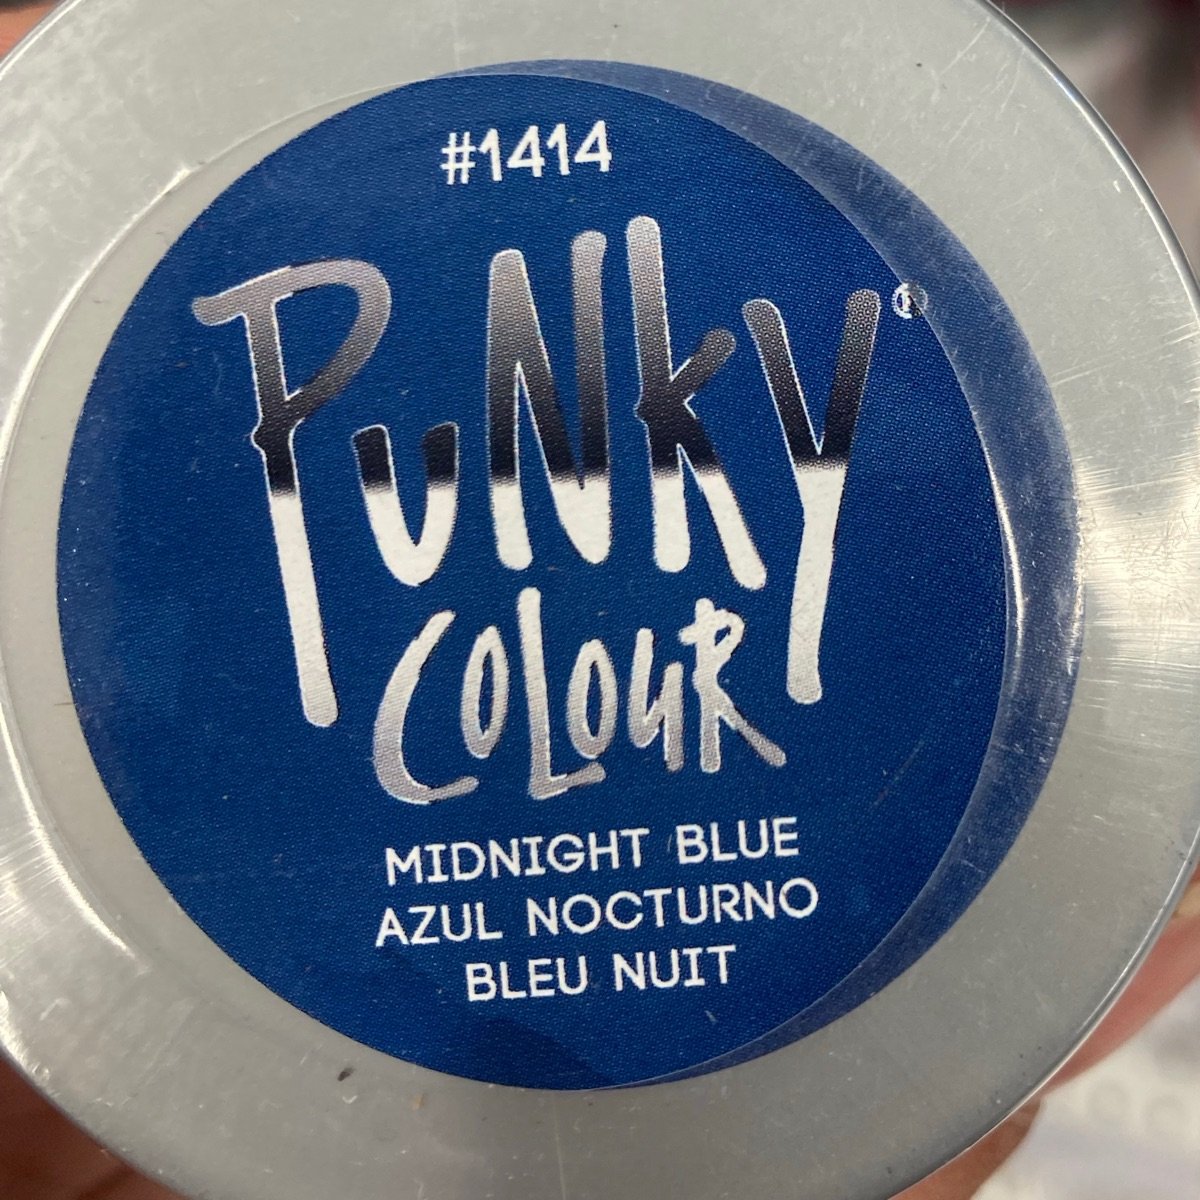 #1414
PUNKY®
COLOUR
MIDNIGHT BLUE
AZUL NOCTURNO
BLEU NUIT